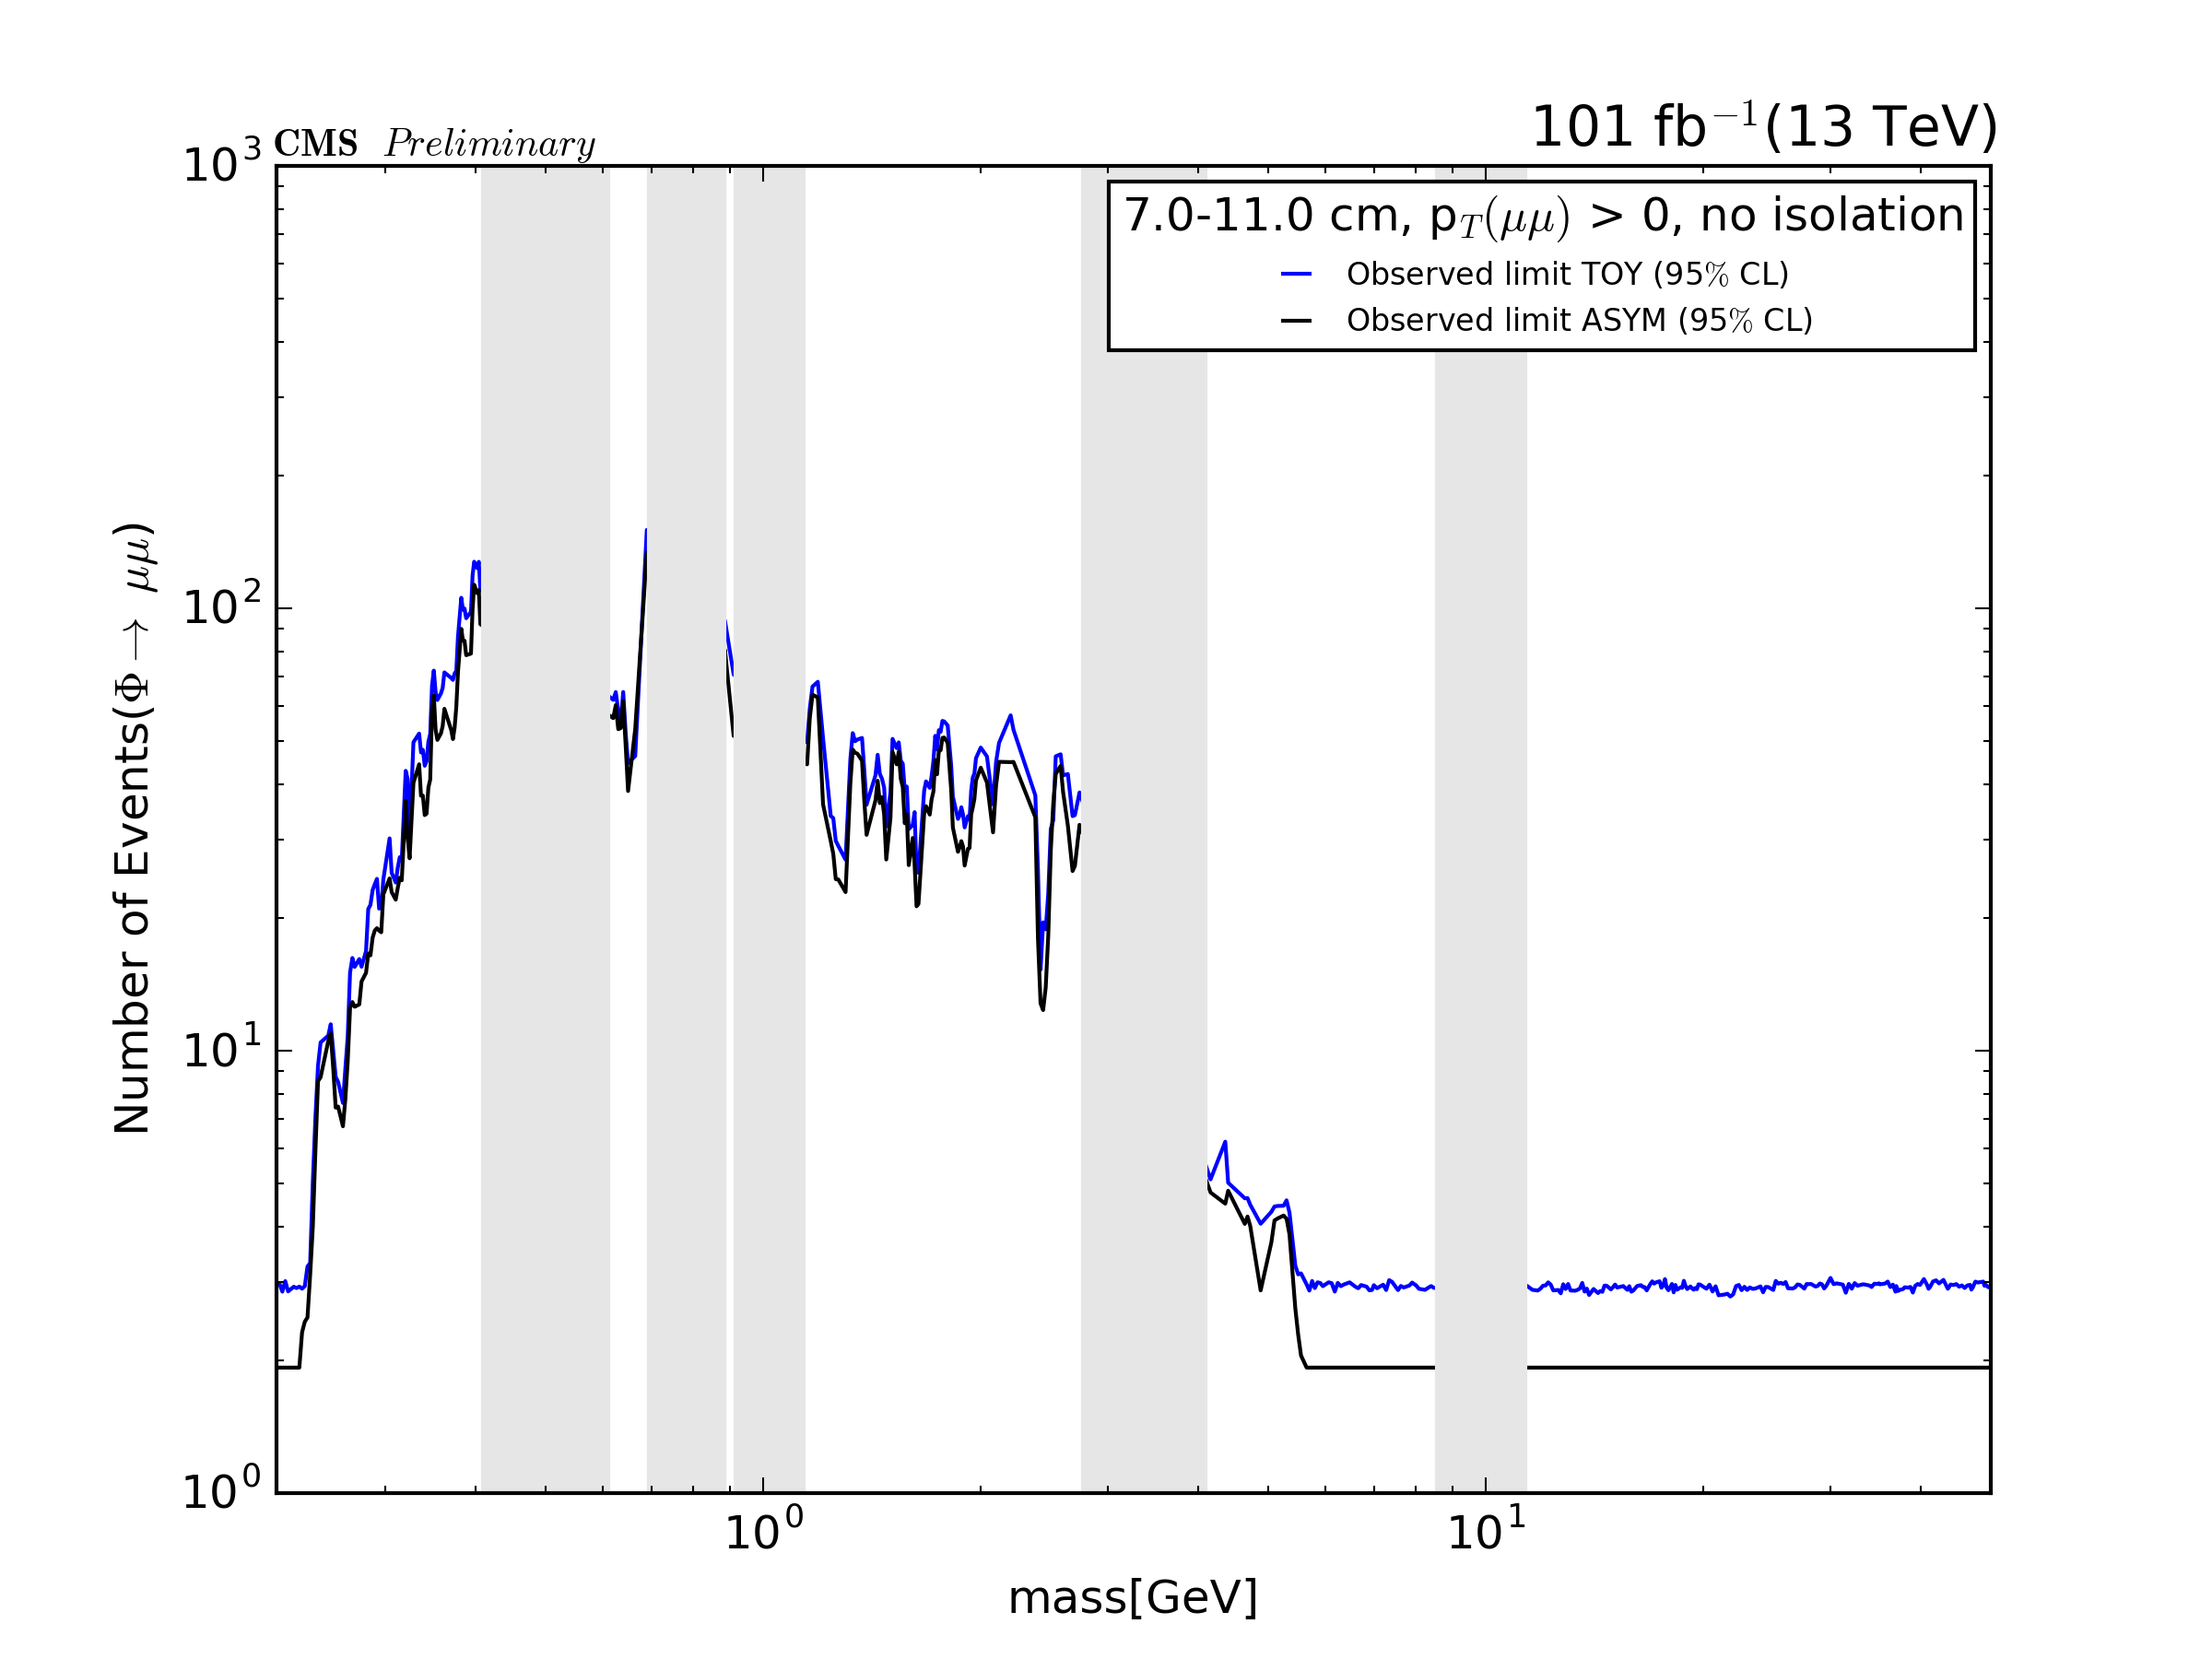 CMS Preliminary
101 fb⁻¹(13 TeV)
7.0-11.0 cm, p_T(μμ) > 0, no isolation
Observed limit TOY (95% CL)
Observed limit ASYM (95% CL)
Number of Events(Φ → μμ)
10³
10²
10¹
10⁰
10⁰ 10¹
mass[GeV]